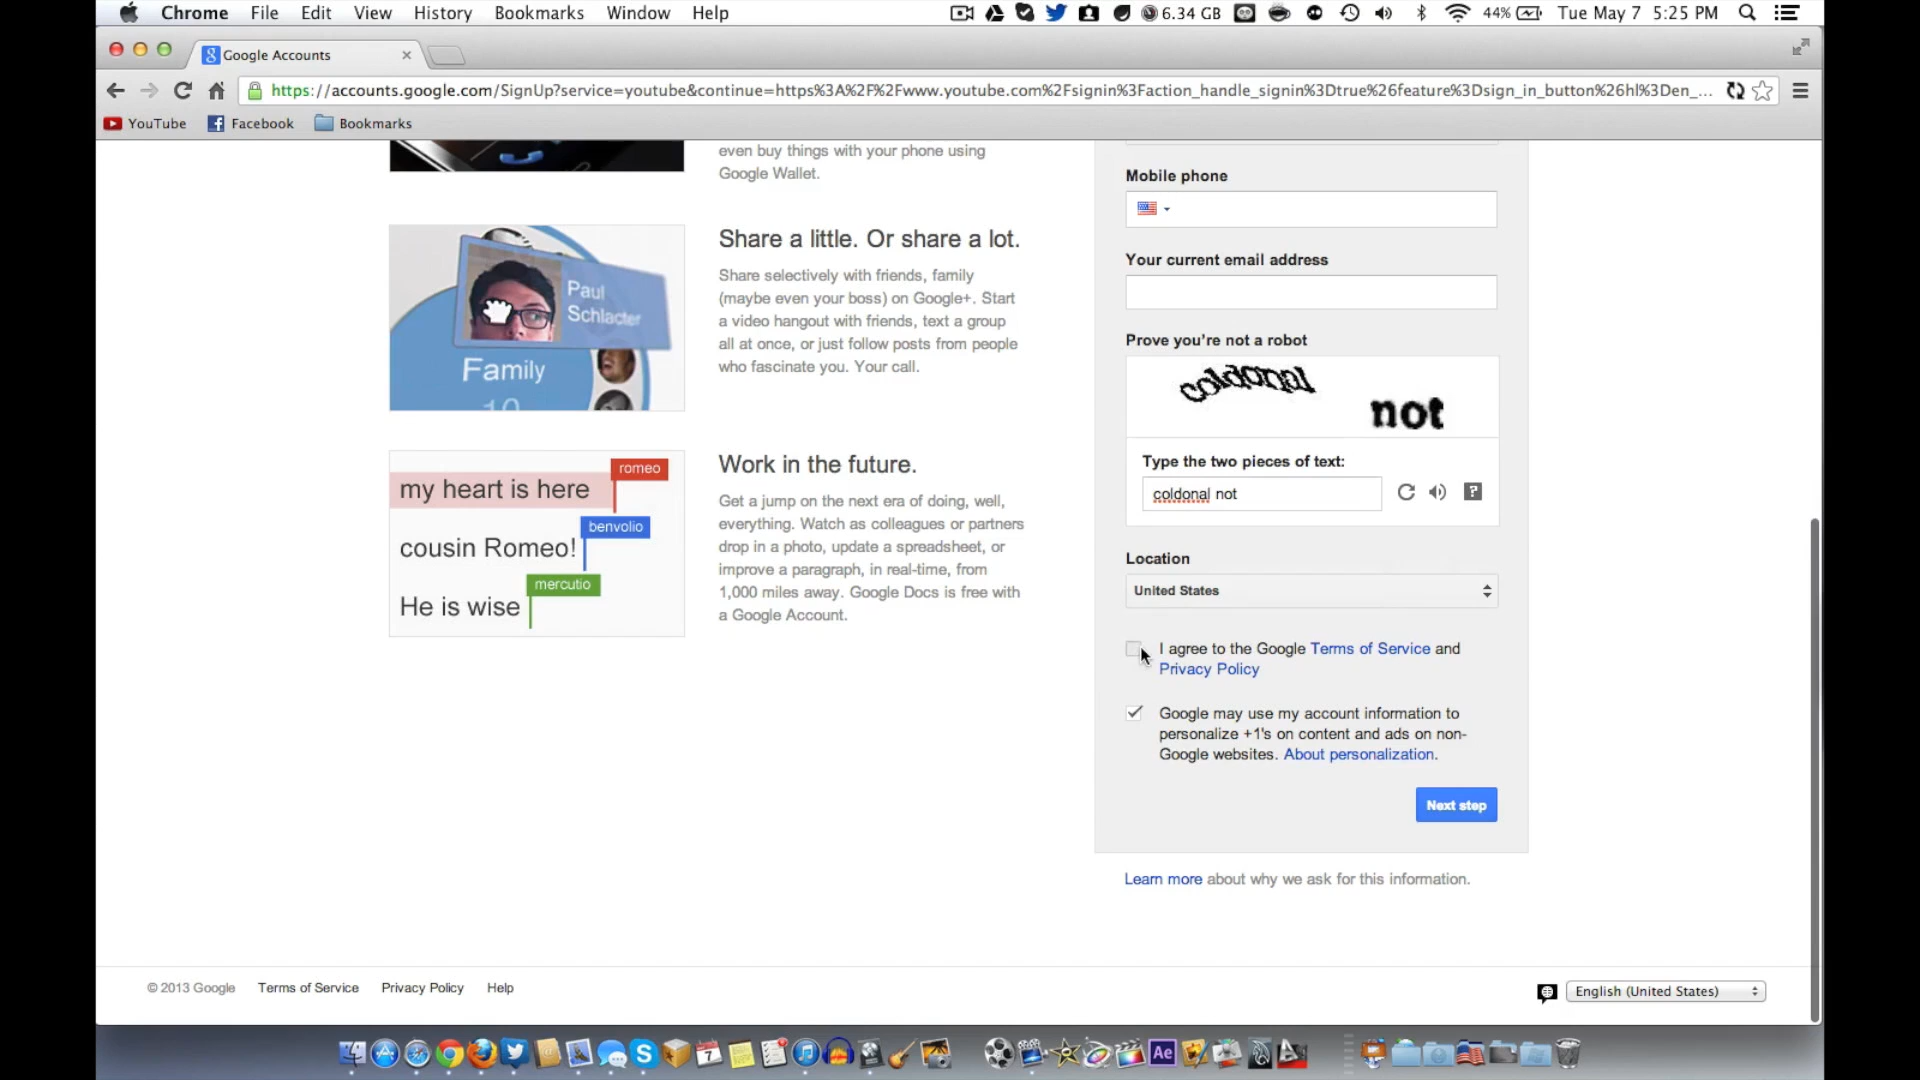 Chrome File Edit View History Bookmarks Window Help 6.34 GB 44% Tue May 7 5:25 PM
Google Accounts
https://accounts.google.com/SignUp?service=youtube&continue=https%3A%2F%2Fwww.youtube.com%2Fsignin%3Faction_handle_signin%3Dtrue%26feature%3Dsign_in_button%26hl%3Den_...
YouTube Facebook Bookmarks
even buy things with your phone using
Google Wallet.
Paul
Schlacter
Family
10
Share a little. Or share a lot.
Share selectively with friends, family
(maybe even your boss) on Google+. Start
a video hangout with friends, text a group
all at once, or just follow posts from people
who fascinate you. Your call.
romeo
my heart is here
benvolio
cousin Romeo!
mercutio
He is wise
Work in the future.
Get a jump on the next era of doing, well,
everything. Watch as colleagues or partners
drop in a photo, update a spreadsheet, or
improve a paragraph, in real-time, from
1,000 miles away. Google Docs is free with
a Google Account.
Mobile phone
Your current email address
Prove you're not a robot
coldonal not
Type the two pieces of text:
coldonal not
Location
United States
I agree to the Google Terms of Service and
Privacy Policy
Google may use my account information to
personalize +1's on content and ads on non-
Google websites. About personalization.
Next step
Learn more about why we ask for this information.
© 2013 Google Terms of Service Privacy Policy Help
English (United States)
7
Ae